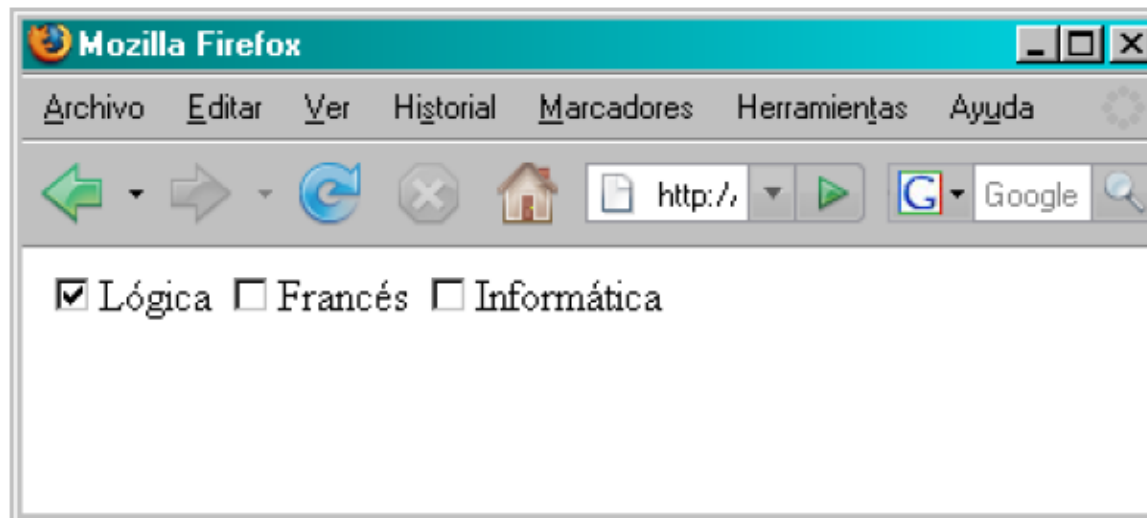 Mozilla Firefox
Archivo Editar Ver Historial Marcadores Herramientas Ayuda
http:/, G Google
Lógica Francés Informática